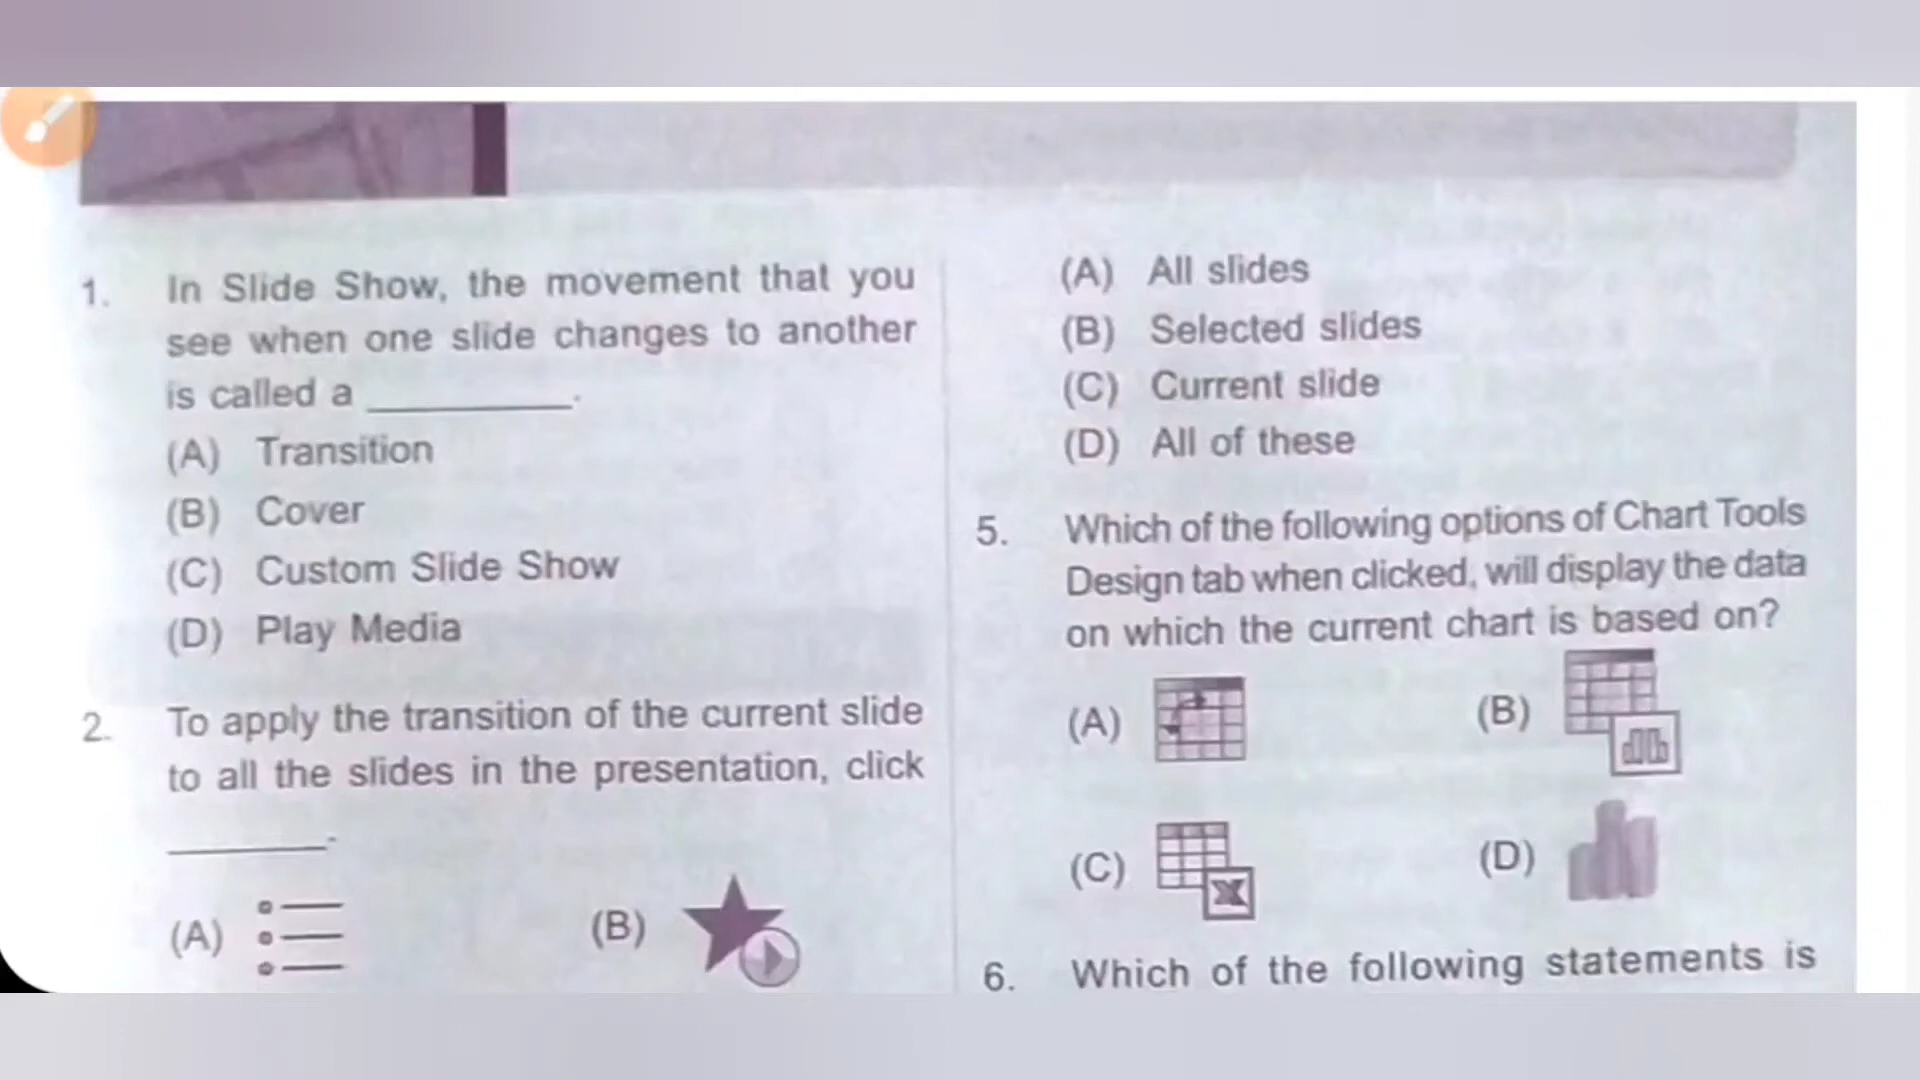 1. In Slide Show, the movement that you
see when one slide changes to another
is called a __________.
(A) Transition
(B) Cover
(C) Custom Slide Show
(D) Play Media
2. To apply the transition of the current slide
to all the slides in the presentation, click
________.
(A)
(B)
(A) All slides
(B) Selected slides
(C) Current slide
(D) All of these
5. Which of the following options of Chart Tools
Design tab when clicked, will display the data
on which the current chart is based on?
(A)
(B)
(C)
(D)
6. Which of the following statements is